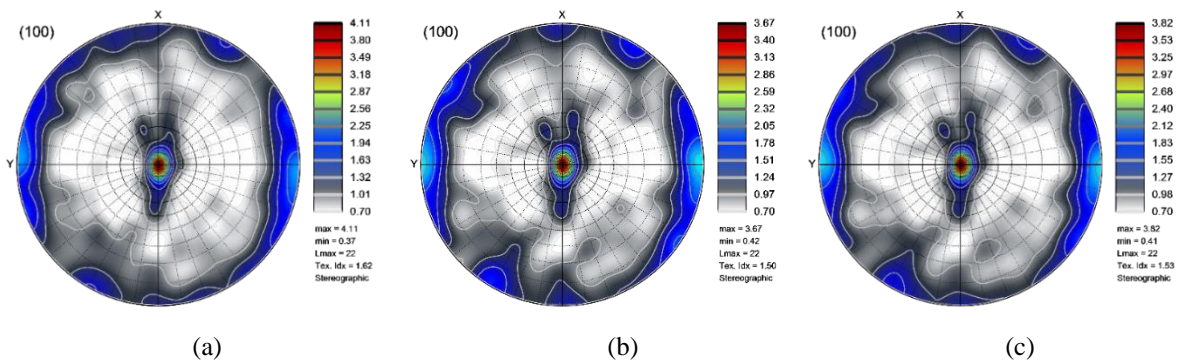 (100)
X
Y
4.11
3.80
3.49
3.18
2.87
2.56
2.25
1.94
1.63
1.32
1.01
0.70
max = 4.11
min = 0.37
Lmax = 22
Tex. Idx = 1.62
Stereographic
(a)
(100)
X
Y
3.67
3.40
3.13
2.86
2.59
2.32
2.05
1.78
1.51
1.24
0.97
0.70
max = 3.67
min = 0.42
Lmax = 22
Tex. Idx = 1.50
Stereographic
(b)
(100)
X
Y
3.82
3.53
3.25
2.97
2.68
2.40
2.12
1.83
1.55
1.27
0.98
0.70
max = 3.82
min = 0.41
Lmax = 22
Tex. Idx = 1.53
Stereographic
(c)